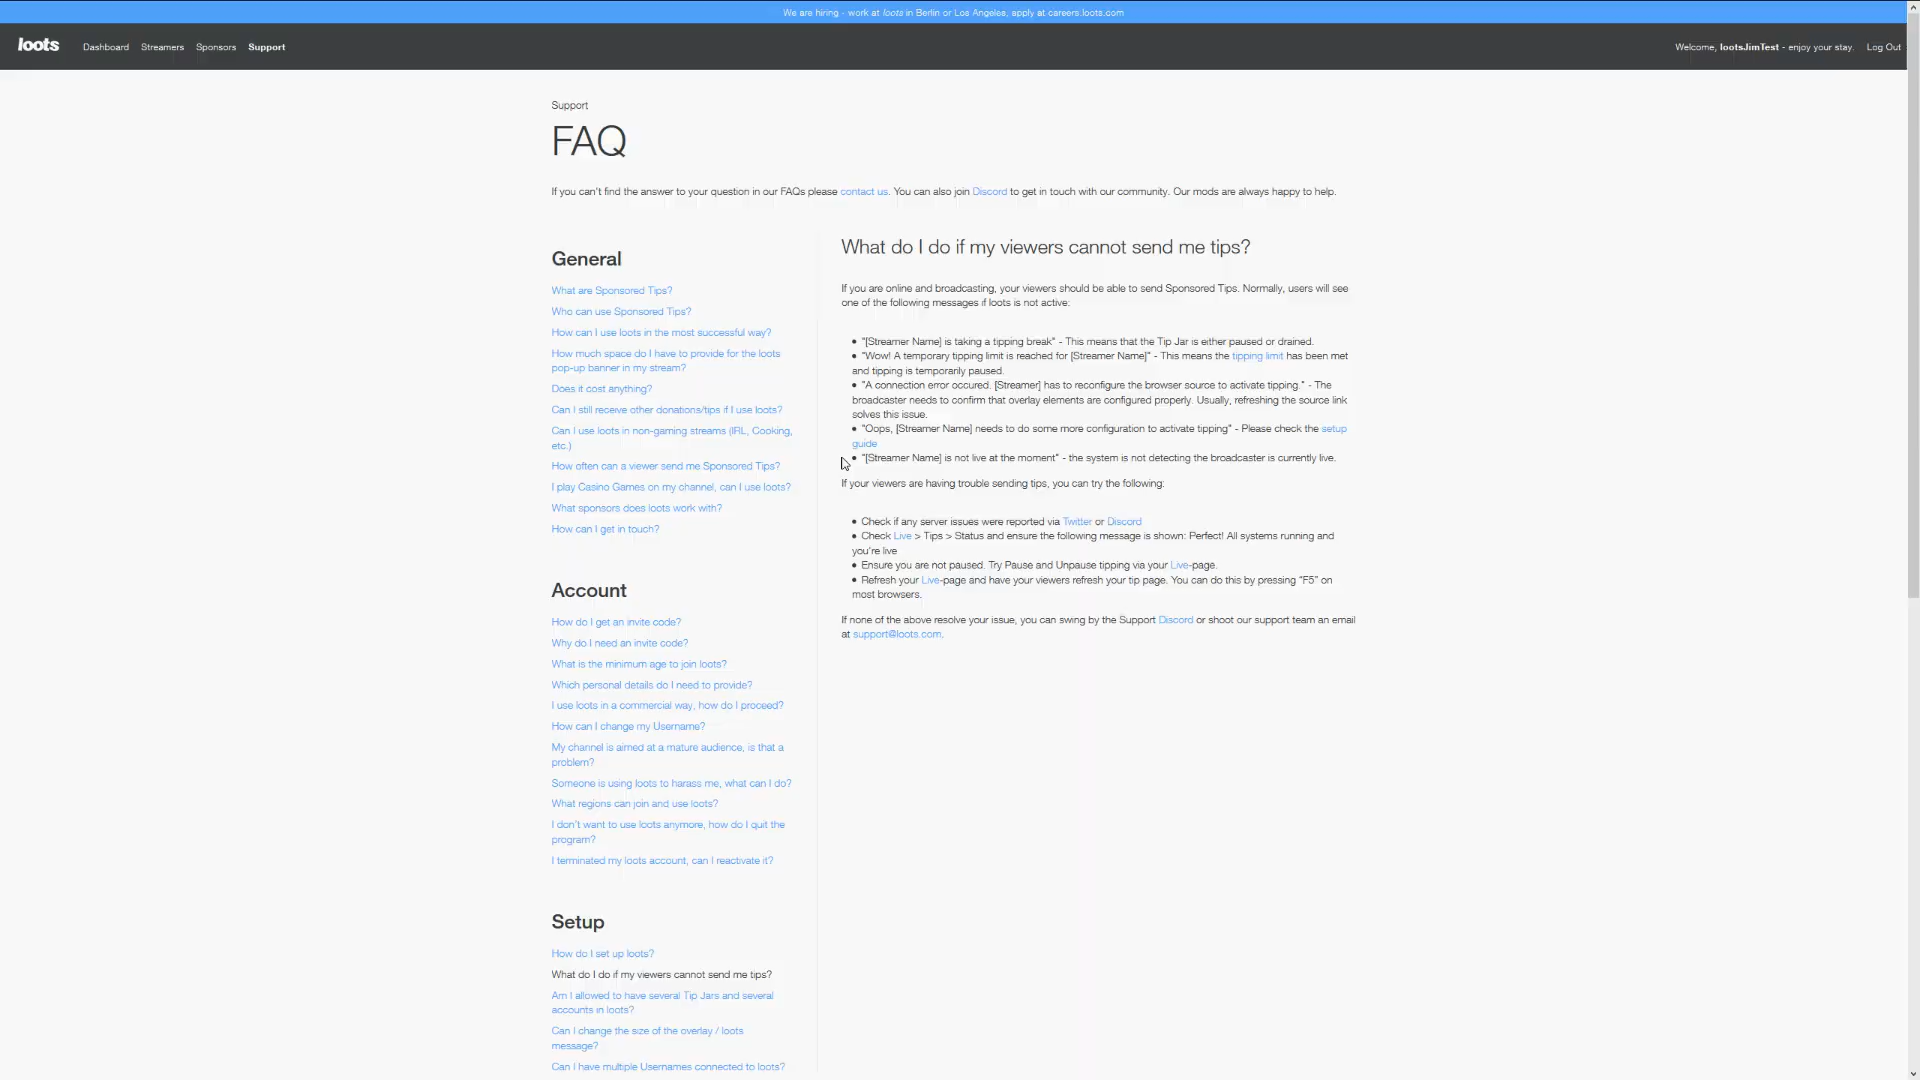 We are hiring - work at loots in Berlin or Los Angeles, apply at careers.loots.com
loots
Dashboard
Streamers
Sponsors
Support
Welcome, lootsJimTest - enjoy your stay.
Log Out
Support
FAQ
If you can't find the answer to your question in our FAQs please contact us. You can also join Discord to get in touch with our community. Our mods are always happy to help.
General
What are Sponsored Tips?
Who can use Sponsored Tips?
How can I use loots in the most successful way?
How much space do I have to provide for the loots
pop-up banner in my stream?
Does it cost anything?
Can I still receive other donations/tips if I use loots?
Can I use loots in non-gaming streams (IRL, Cooking,
etc.)
How often can a viewer send me Sponsored Tips?
I play Casino Games on my channel, can I use loots?
What sponsors does loots work with?
How can I get in touch?
Account
How do I get an invite code?
Why do I need an invite code?
What is the minimum age to join loots?
Which personal details do I need to provide?
I use loots in a commercial way, how do I proceed?
How can I change my Username?
My channel is aimed at a mature audience, is that a
problem?
Someone is using loots to harass me, what can I do?
What regions can join and use loots?
I don't want to use loots anymore, how do I quit the
program?
I terminated my loots account, can I reactivate it?
Setup
How do I set up loots?
What do I do if my viewers cannot send me tips?
Am I allowed to have several Tip Jars and several
accounts in loots?
Can I change the size of the overlay / loots
message?
Can I have multiple Usernames connected to loots?
What do I do if my viewers cannot send me tips?
If you are online and broadcasting, your viewers should be able to send Sponsored Tips. Normally, users will see
one of the following messages if loots is not active:
• "[Streamer Name] is taking a tipping break" - This means that the Tip Jar is either paused or drained.
• "Wow! A temporary tipping limit is reached for [Streamer Name]" - This means the tipping limit has been met
and tipping is temporarily paused.
• "A connection error occured. [Streamer] has to reconfigure the browser source to activate tipping." - The
broadcaster needs to confirm that overlay elements are configured properly. Usually, refreshing the source link
solves this issue.
• "Oops, [Streamer Name] needs to do some more configuration to activate tipping" - Please check the setup
guide
• "[Streamer Name] is not live at the moment" - the system is not detecting the broadcaster is currently live.
If your viewers are having trouble sending tips, you can try the following:
• Check if any server issues were reported via Twitter or Discord
• Check Live > Tips > Status and ensure the following message is shown: Perfect! All systems running and
you're live
• Ensure you are not paused. Try Pause and Unpause tipping via your Live-page.
• Refresh your Live-page and have your viewers refresh your tip page. You can do this by pressing "F5" on
most browsers.
If none of the above resolve your issue, you can swing by the Support Discord or shoot our support team an email
at support@loots.com.